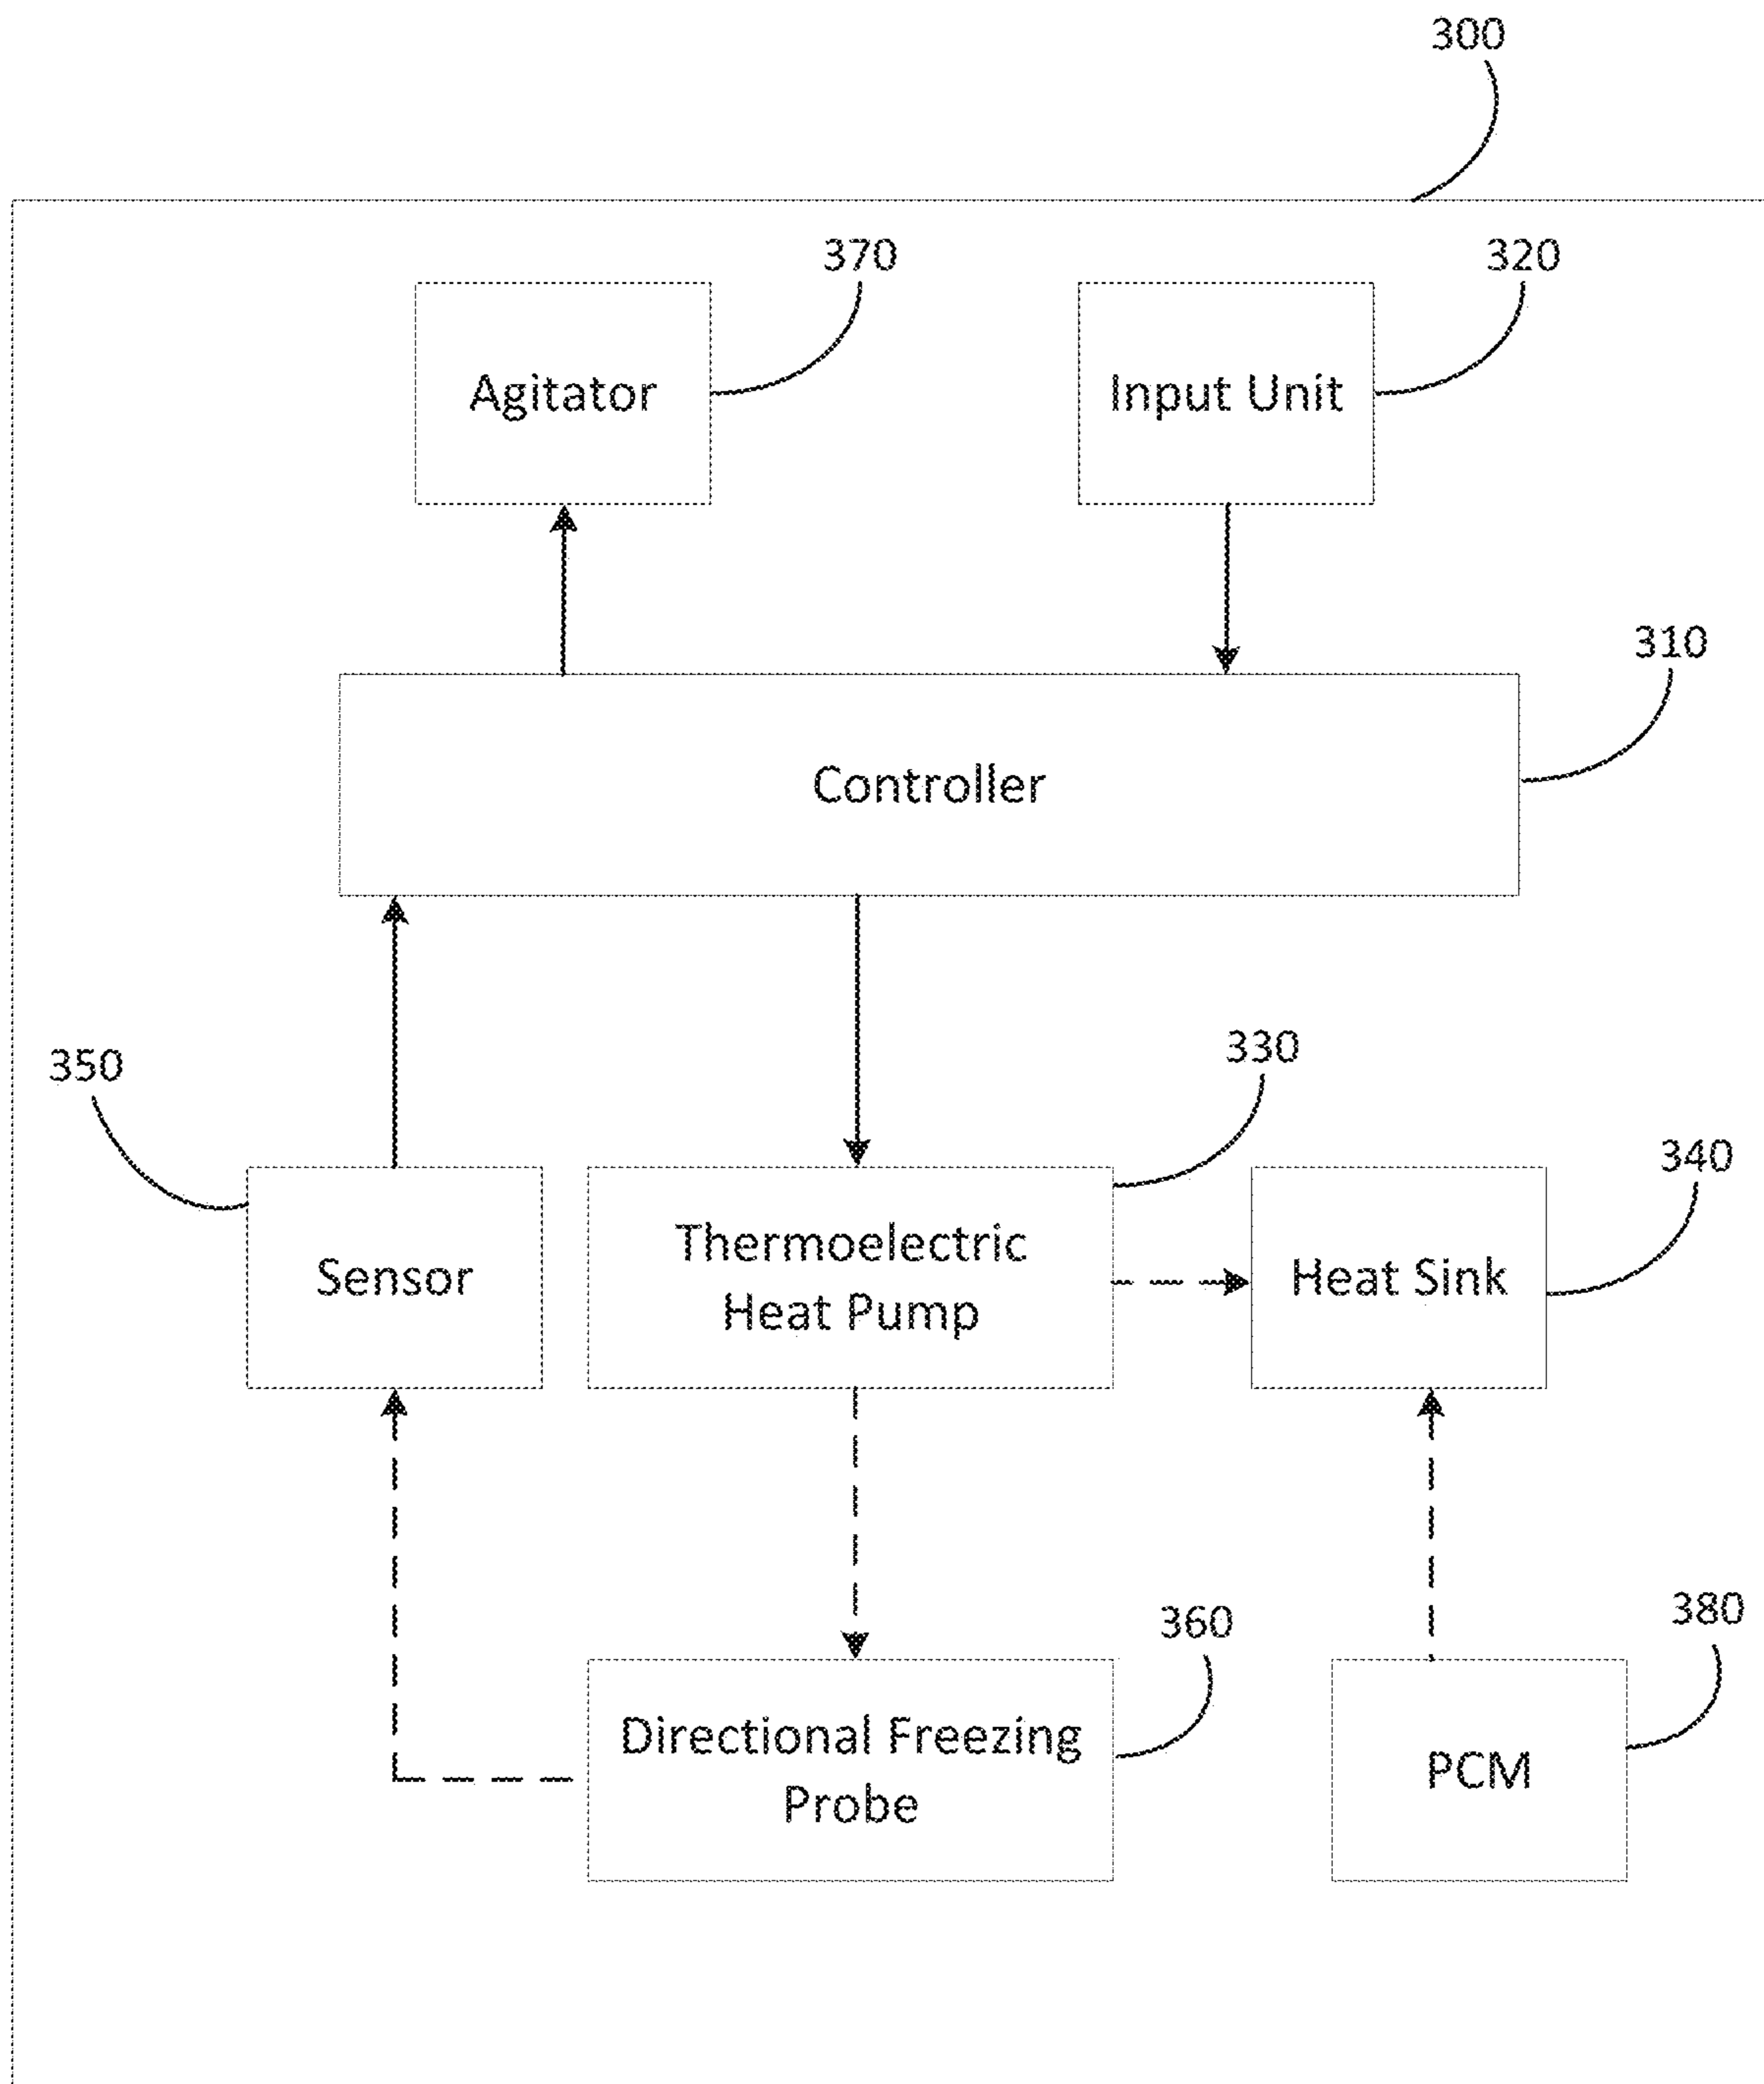 300
370
320
Agitator
Input Unit
310
Controller
330
350
340
Thermoelectric
Heat Pump
Sensor
Heat Sink
360
380
Directional Freezing
Probe
PCM